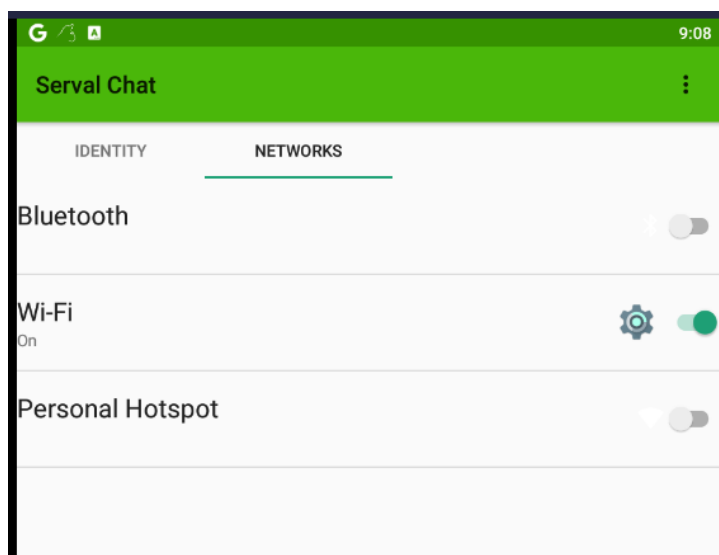 G A 9:08
Serval Chat
IDENTITY NETWORKS
Bluetooth
Wi-Fi
On
Personal Hotspot